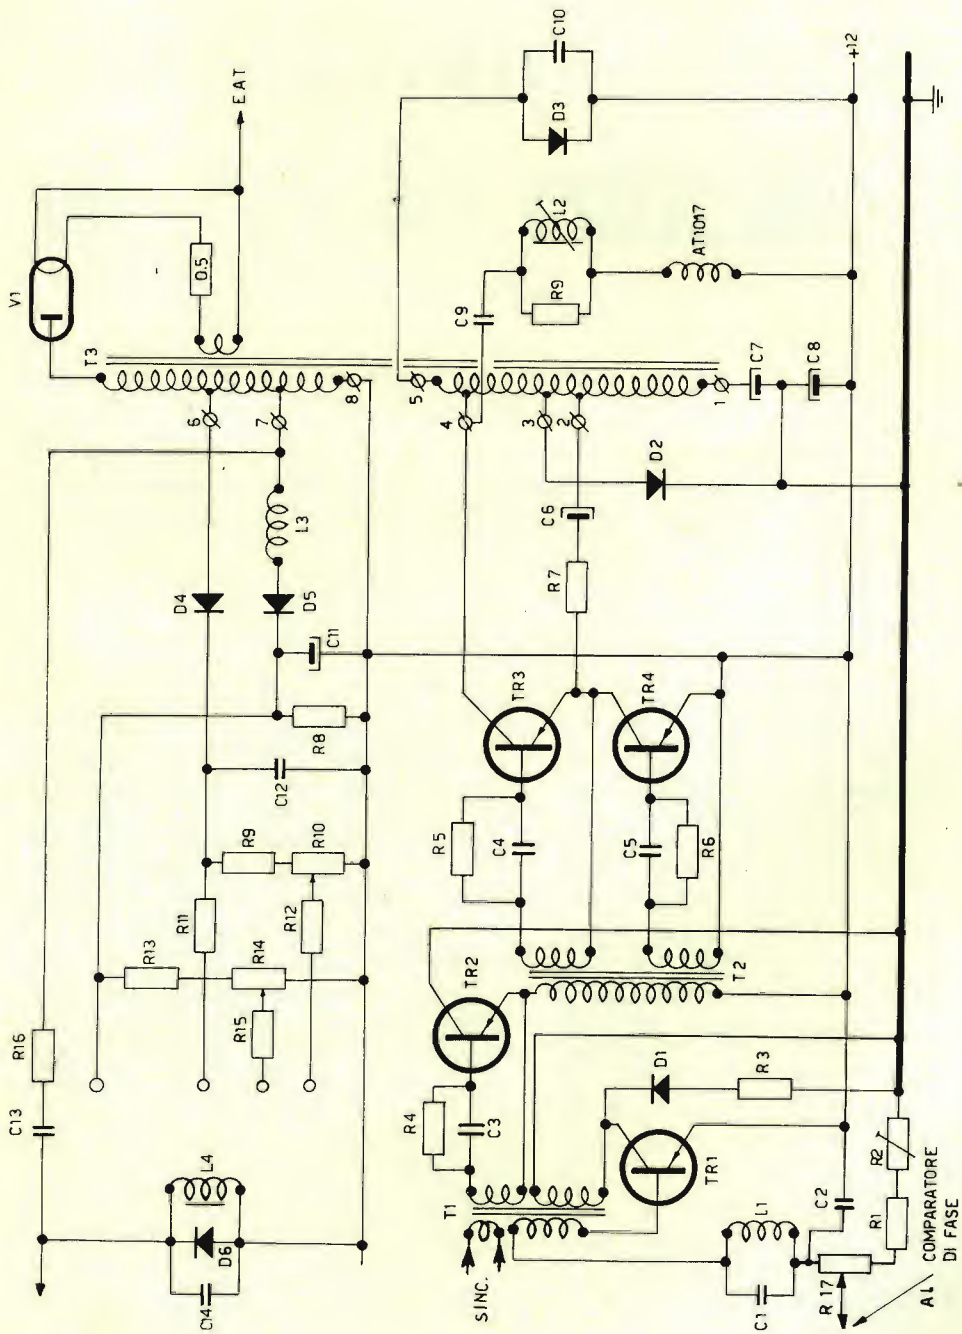 C13
R16
V1
T3
R13
R11
D4
6
C14
D6
L4
R15
R14
R9
0.5
EAT
R12
C12
L3
7
R10
R8
D5
C11
8
5
R4
R5
T1
4
C9
TR2
SINC.
C3
C4
TR3
3
C6
R7
2
L2
D3
C10
C5
TR4
R9
D1
D2
R6
AT1017
TR1
1
T2
C7
L1
C1
R3
C8
C2
R17
+12
R1
R2
AL COMPARATORE
DI FASE